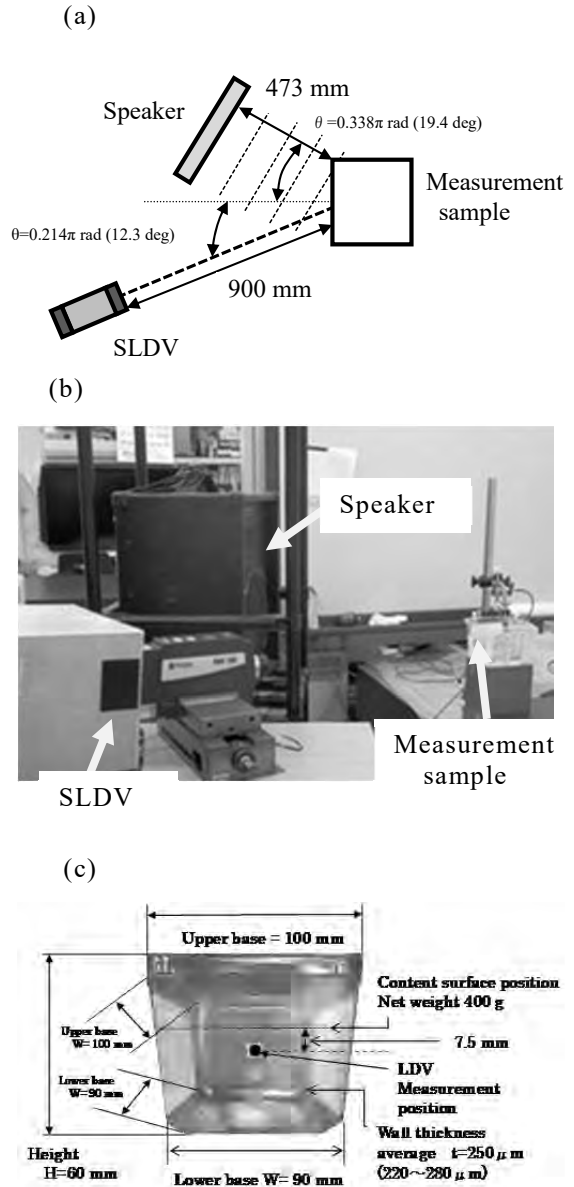 (a)
473 mm
Speaker
θ =0.338π rad (19.4 deg)
Measurement
sample
θ=0.214π rad (12.3 deg)
900 mm
SLDV
(b)
Speaker
Measurement
sample
SLDV
(c)
Upper base = 100 mm
Content surface position
Net weight 400 g
Upper base
W= 100 mm
7.5 mm
LDV
Measurement
position
Lower base
W=90 mm
Wall thickness
average t=250 μm
(220~280 μm)
Height
H=60 mm
Lower base W= 90 mm